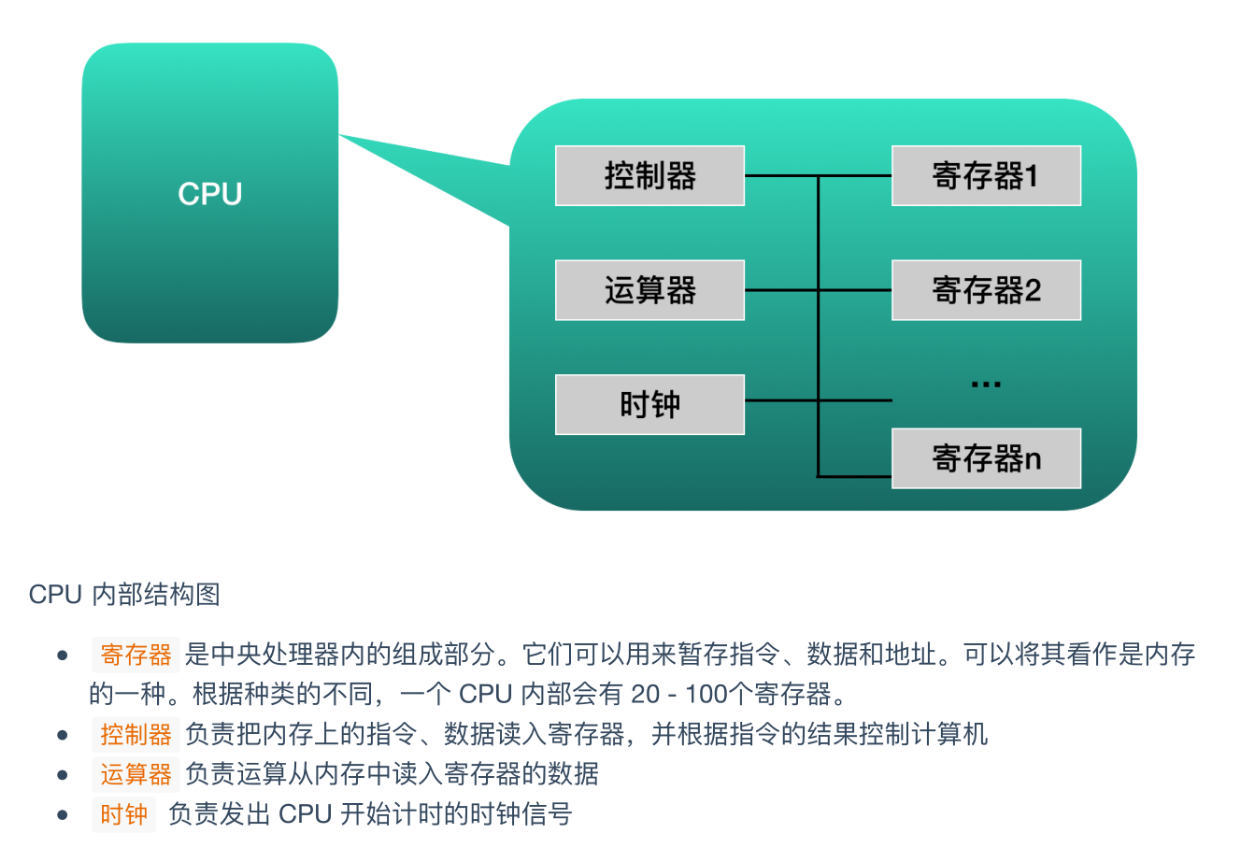 CPU
控制器
寄存器1
运算器
寄存器2
时钟
...
寄存器n
CPU 内部结构图
• 寄存器 是中央处理器内的组成部分。它们可以用来暂存指令、数据和地址。可以将其看作是内存
的一种。根据种类的不同，一个 CPU 内部会有 20 - 100个寄存器。
• 控制器 负责把内存上的指令、数据读入寄存器，并根据指令的结果控制计算机
• 运算器 负责运算从内存中读入寄存器的数据
• 时钟 负责发出 CPU 开始计时的时钟信号